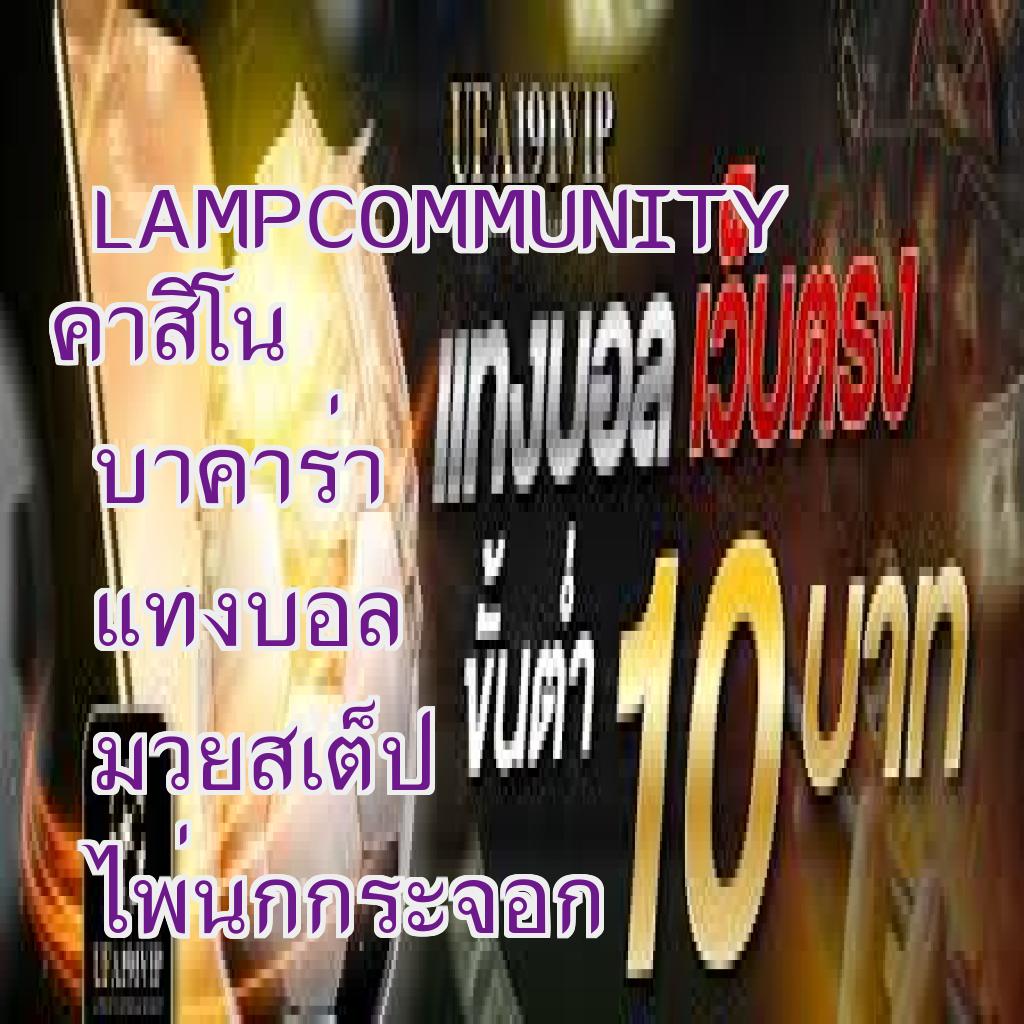 UFA191VIP
LAMPCOMMUNITY
คาสิโน
แทงบอล เว็บตรง
บาคาร่า
แทงบอล
ขั้นต่ำ 10 บาท
มวยสเต็ป
ไพ่นกกระจอก